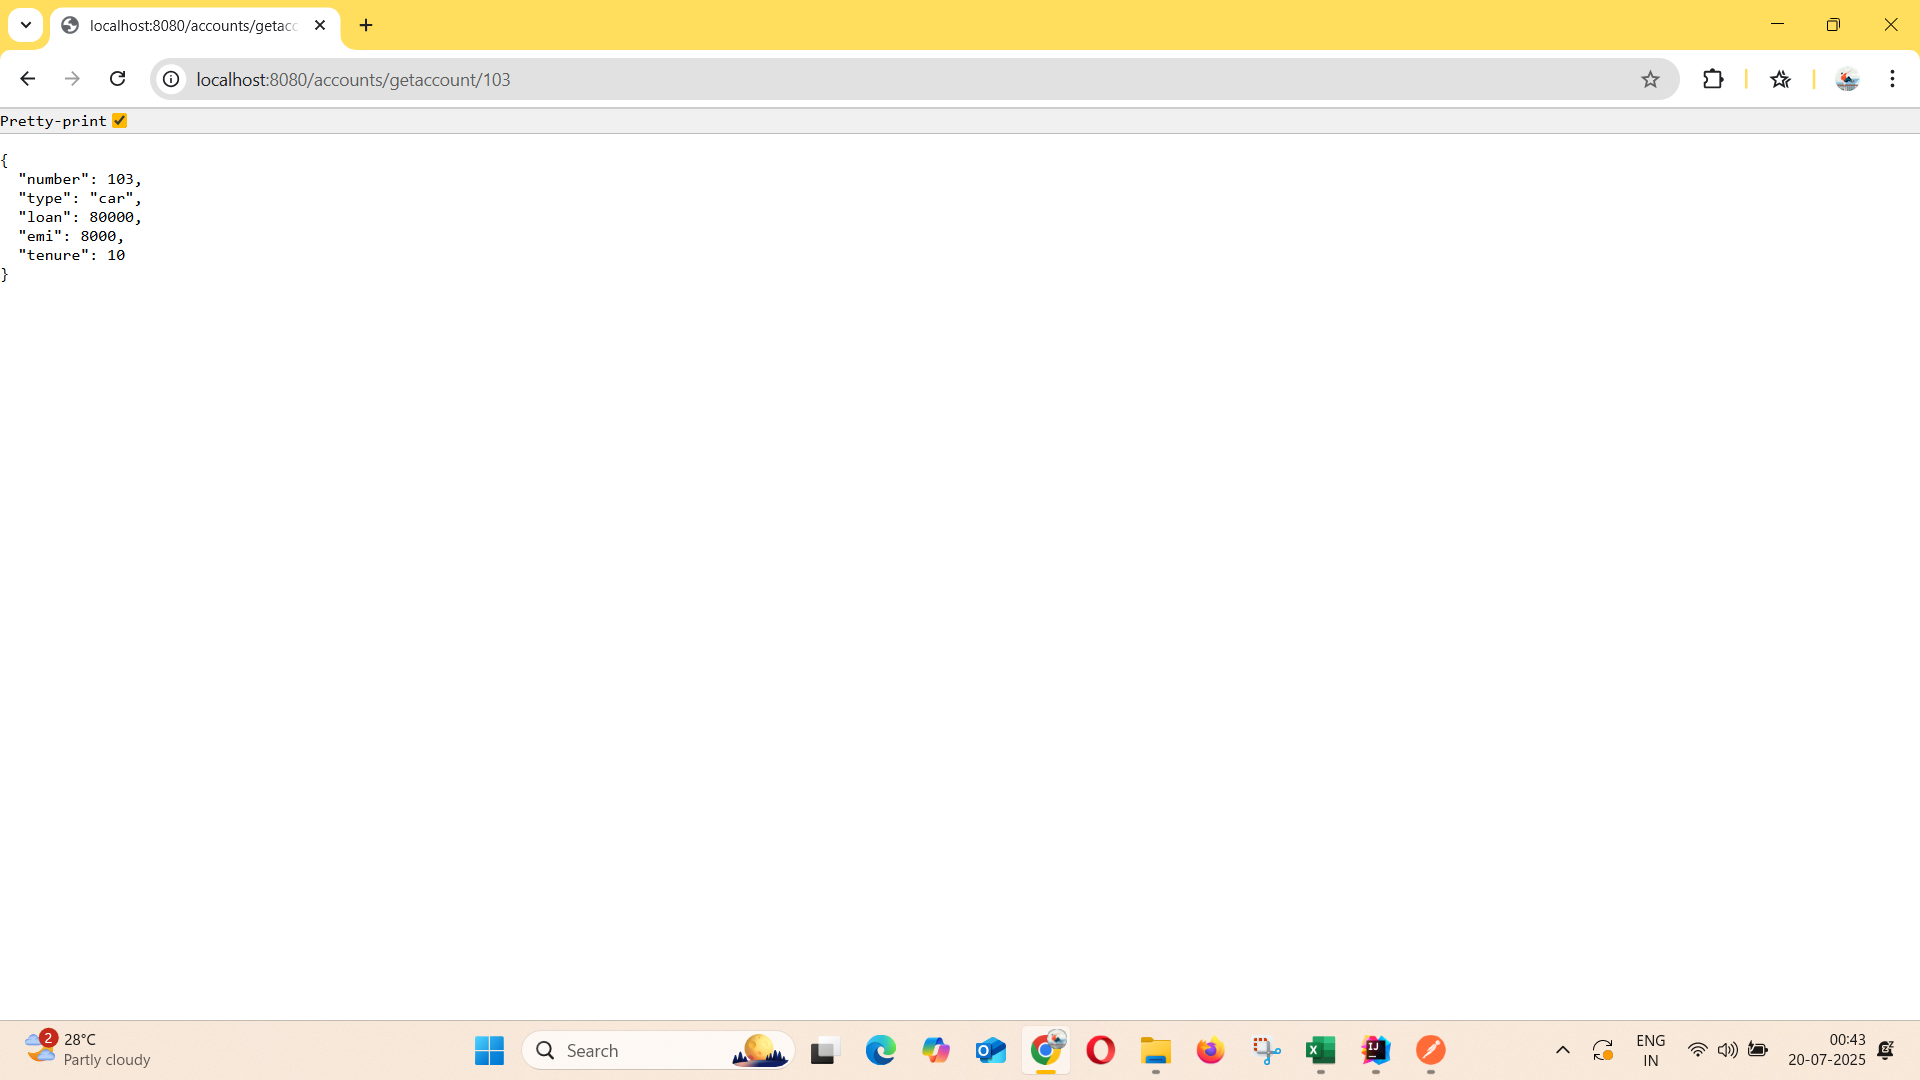 localhost:8080/accounts/getacc
localhost:8080/accounts/getaccount/103
Pretty-print
{
"number": 103,
"type": "car",
"loan": 80000,
"emi": 8000,
"tenure": 10
}
2
28°C
Partly cloudy
Search
ENG
IN
00:43
20-07-2025